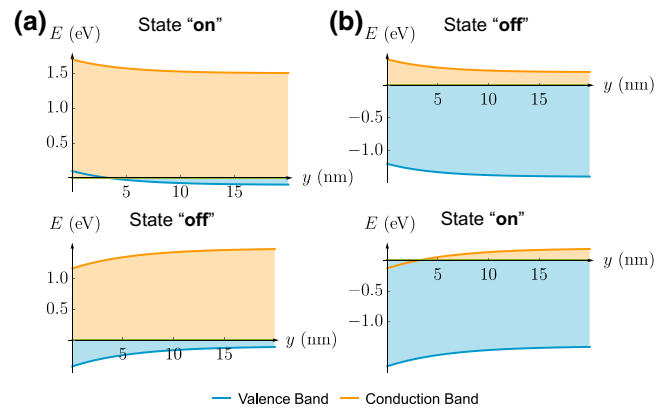 (a)
State "on"
E (eV)
1.5
1.0
0.5
5 10 15
y (nm)
State "off"
E (eV)
1.0
5 10 15
y (nm)
(b)
State "off"
E (eV)
5 10 15
y (nm)
−0.5
−1.0
State "on"
E (eV)
5 10 15
y (nm)
−0.5
−1.0
Valence Band Conduction Band